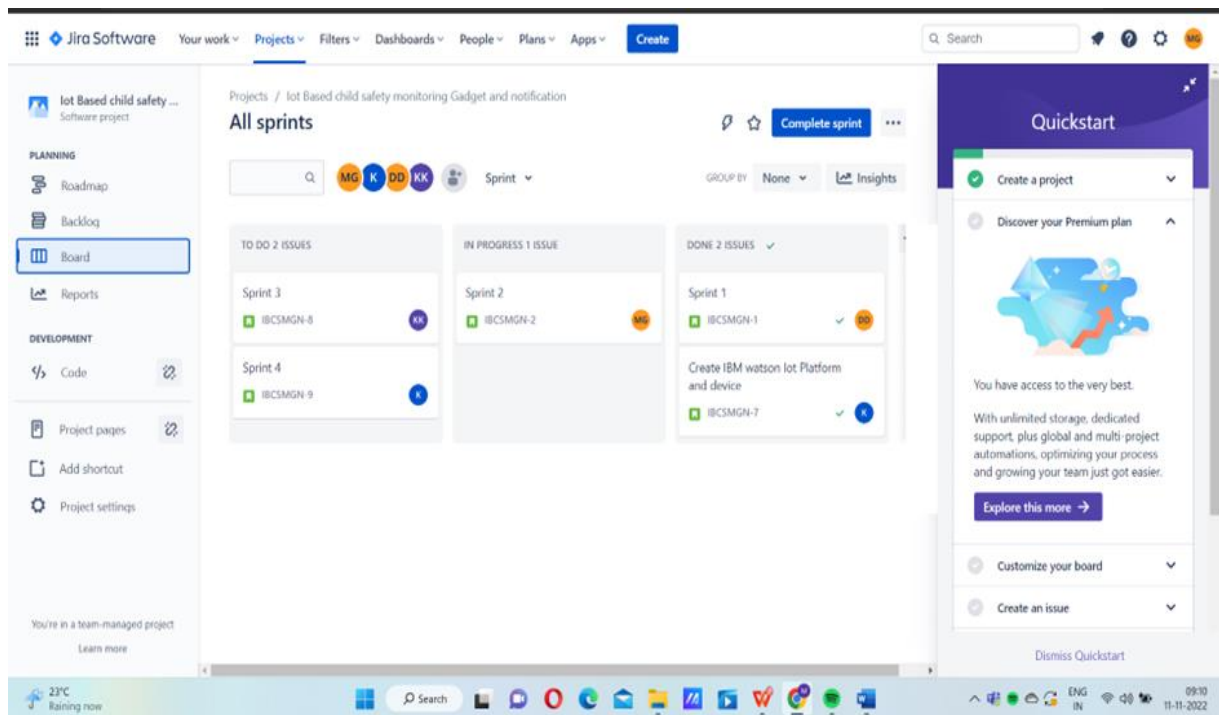 Jira Software
Your work
Projects
Filters
Dashboards
People
Plans
Apps
Create
Search
MG
Iot Based child safety ...
Software project
PLANNING
Roadmap
Backlog
Board
Reports
DEVELOPMENT
Code
Project pages
Add shortcut
Project settings
You're in a team-managed project
Learn more
Projects / Iot Based child safety monitoring Gadget and notification
All sprints
Complete sprint
MG K DD KK
Sprint
GROUP BY None
Insights
TO DO 2 ISSUES
Sprint 3
IBCSMGN-8
KK
Sprint 4
IBCSMGN-9
K
IN PROGRESS 1 ISSUE
Sprint 2
IBCSMGN-2
MG
DONE 2 ISSUES
Sprint 1
IBCSMGN-1
DD
Create IBM watson Iot Platform
and device
IBCSMGN-7
K
Quickstart
Create a project
Discover your Premium plan
You have access to the very best.
With unlimited storage, dedicated
support, plus global and multi-project
automations, optimizing your process
and growing your team just got easier.
Explore this more →
Customize your board
Create an issue
Dismiss Quickstart
23°C
Raining now
Search
ENG
IN
09:10
11-11-2022